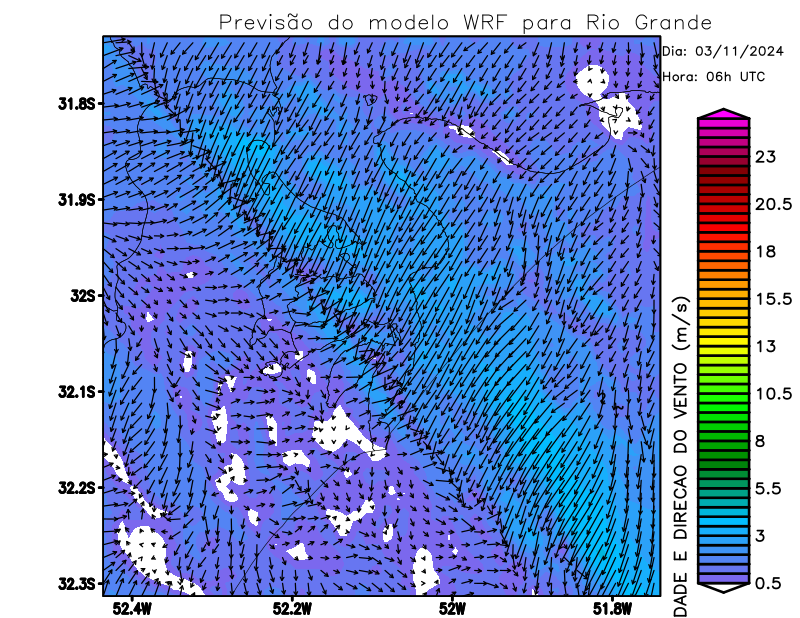 Previsão do modelo WRF para Rio Grande
Dia: 03/11/2024
Hora: 06h UTC
31.8S
31.9S
32S
32.1S
32.2S
32.3S
52.4W
52.2W
52W
51.8W
23
20.5
18
15.5
13
10.5
8
5.5
3
0.5
DADE E DIRECAO DO VENTO (m/s)